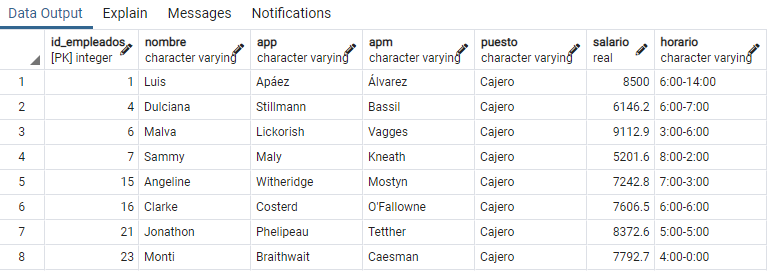 Data Output Explain Messages Notifications
id_empleados nombre app apm puesto salario horario
[PK] integer character varying character varying character varying character varying real character varying
1 1 Luis Apáez Álvarez Cajero 8500 6:00-14:00
2 4 Dulciana Stillmann Bassil Cajero 6146.2 6:00-7:00
3 6 Malva Lickorish Vagges Cajero 9112.9 3:00-6:00
4 7 Sammy Maly Kneath Cajero 5201.6 8:00-2:00
5 15 Angeline Witheridge Mostyn Cajero 7242.8 7:00-3:00
6 16 Clarke Costerd O'Fallowne Cajero 7606.5 6:00-6:00
7 21 Jonathon Phelipeau Tetther Cajero 8372.6 5:00-5:00
8 23 Monti Braithwait Caesman Cajero 7792.7 4:00-0:00